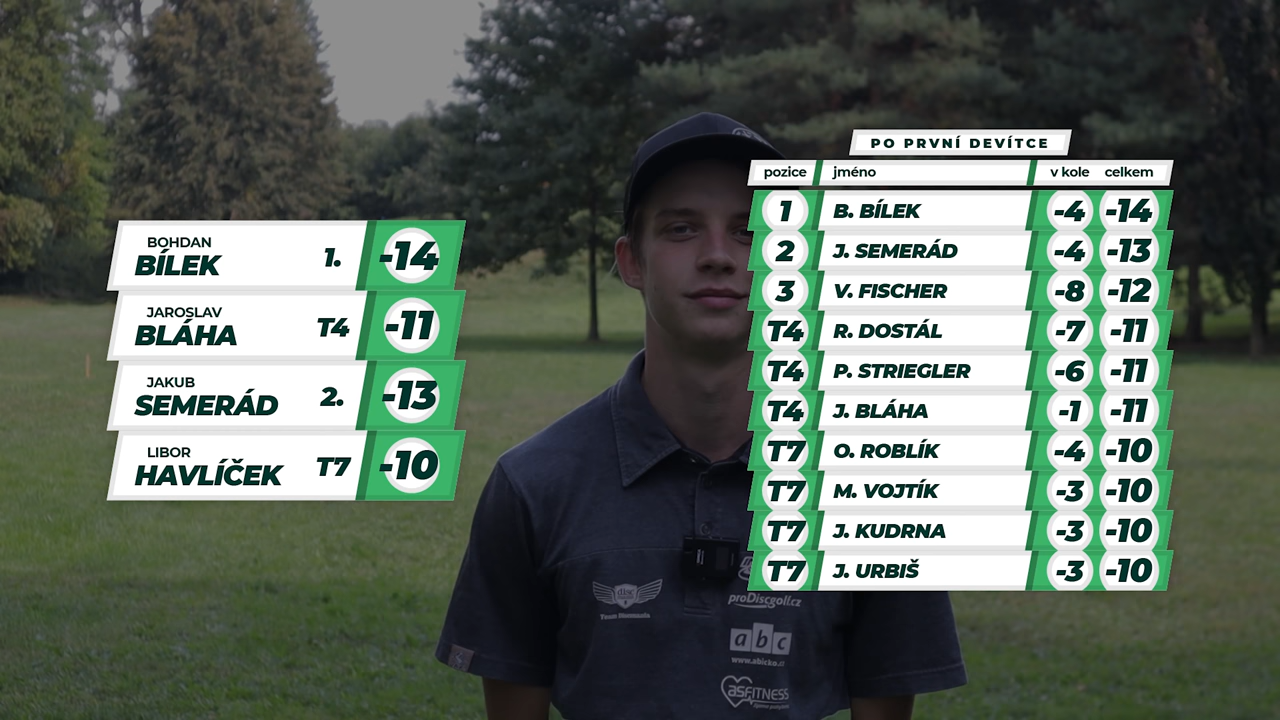 BOHDAN
BÍLEK 1. -14
JAROSLAV
BLÁHA T4 -11
JAKUB
SEMERÁD 2. -13
LIBOR
HAVLÍČEK T7 -10
PO PRVNÍ DEVÍTCE
pozice jméno v kole celkem
1 B. BÍLEK -4 -14
2 J. SEMERÁD -4 -13
3 V. FISCHER -8 -12
T4 R. DOSTÁL -7 -11
T4 P. STRIEGLER -6 -11
T4 J. BLÁHA -1 -11
T7 O. ROBLÍK -4 -10
T7 M. VOJTÍK -3 -10
T7 J. KUDRNA -3 -10
T7 J. URBIŠ -3 -10
disc
proDiscgolf.cz
abc
www.abicko.cz
asFITNESS